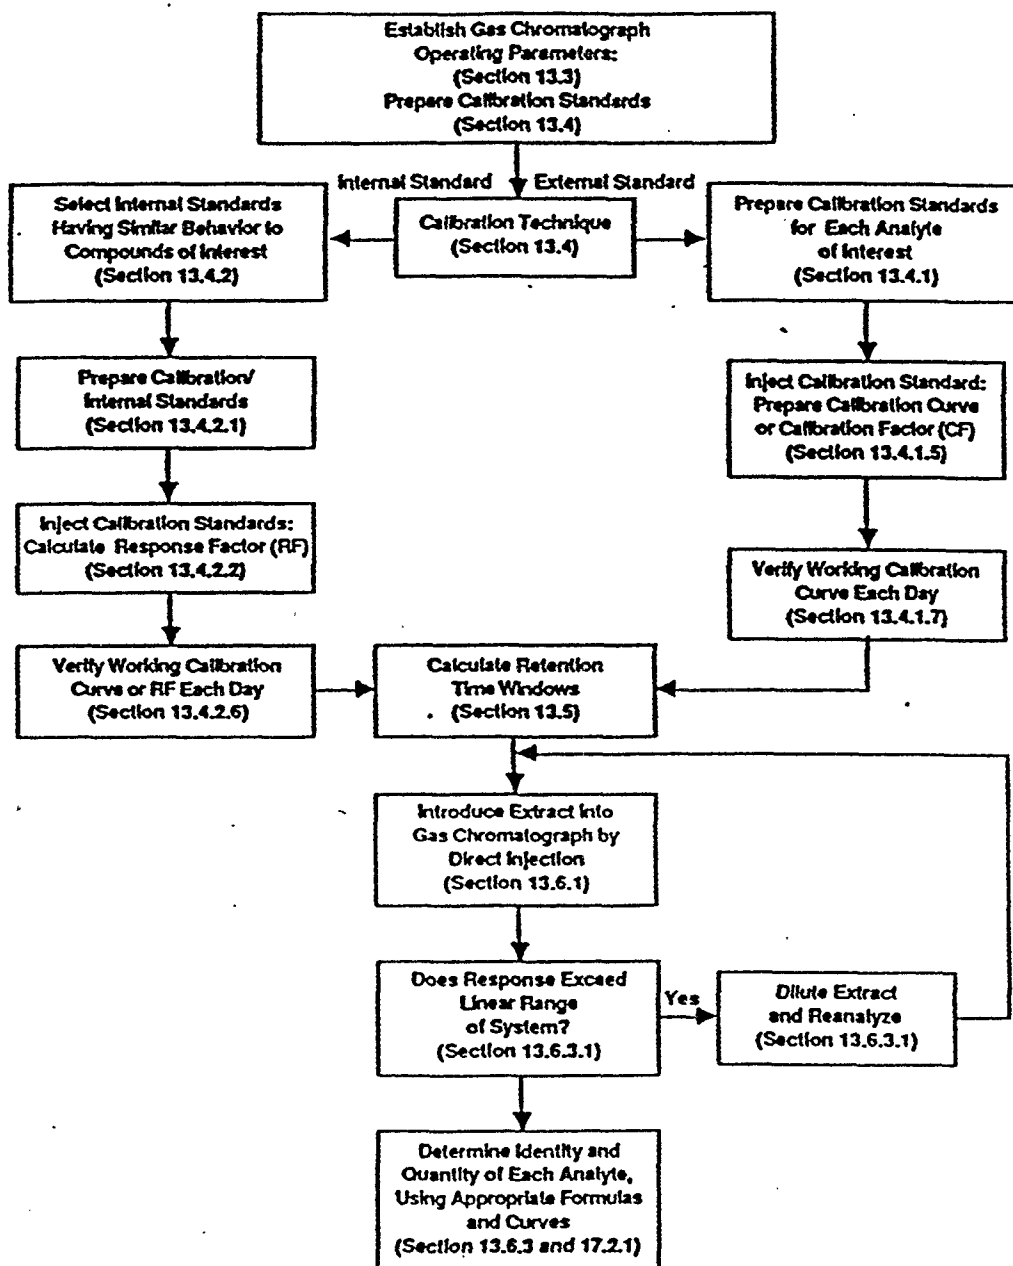 Establish Gas Chromatograph
Operating Parameters:
(Section 13.3)
Prepare Calibration Standards
(Section 13.4)
Internal Standard
External Standard
Select Internal Standards
Having Similar Behavior to
Compounds of Interest
(Section 13.4.2)
Calibration Technique
(Section 13.4)
Prepare Calibration Standards
for Each Analyte
of Interest
(Section 13.4.1)
Prepare Calibration/
Internal Standards
(Section 13.4.2.1)
Inject Calibration Standard:
Prepare Calibration Curve
or Calibration Factor (CF)
(Section 13.4.1.5)
Inject Calibration Standards:
Calculate Response Factor (RF)
(Section 13.4.2.2)
Verify Working Calibration
Curve Each Day
(Section 13.4.1.7)
Verify Working Calibration
Curve or RF Each Day
(Section 13.4.2.6)
Calculate Retention
Time Windows
(Section 13.5)
Introduce Extract into
Gas Chromatograph by
Direct Injection
(Section 13.6.1)
Does Response Exceed
Linear Range
of System?
(Section 13.6.3.1)
Yes
Dilute Extract
and Reanalyze
(Section 13.6.3.1)
Determine Identity and
Quantity of Each Analyte,
Using Appropriate Formulas
and Curves
(Section 13.6.3 and 17.2.1)